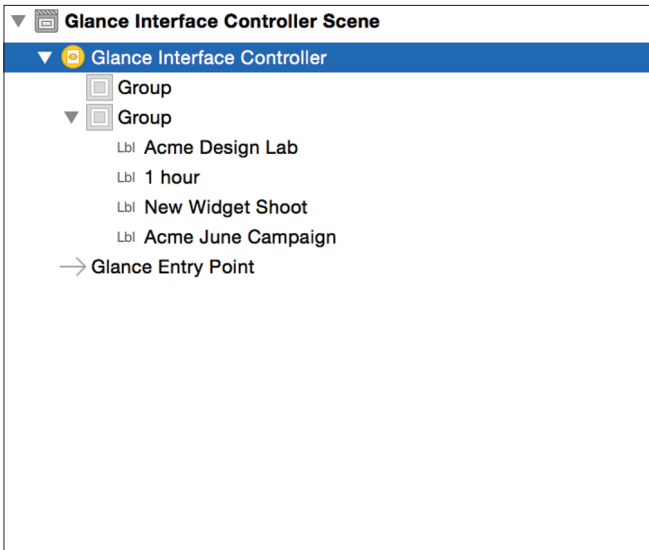 Glance Interface Controller Scene
Glance Interface Controller
Group
Group
Lbl Acme Design Lab
Lbl 1 hour
Lbl New Widget Shoot
Lbl Acme June Campaign
Glance Entry Point